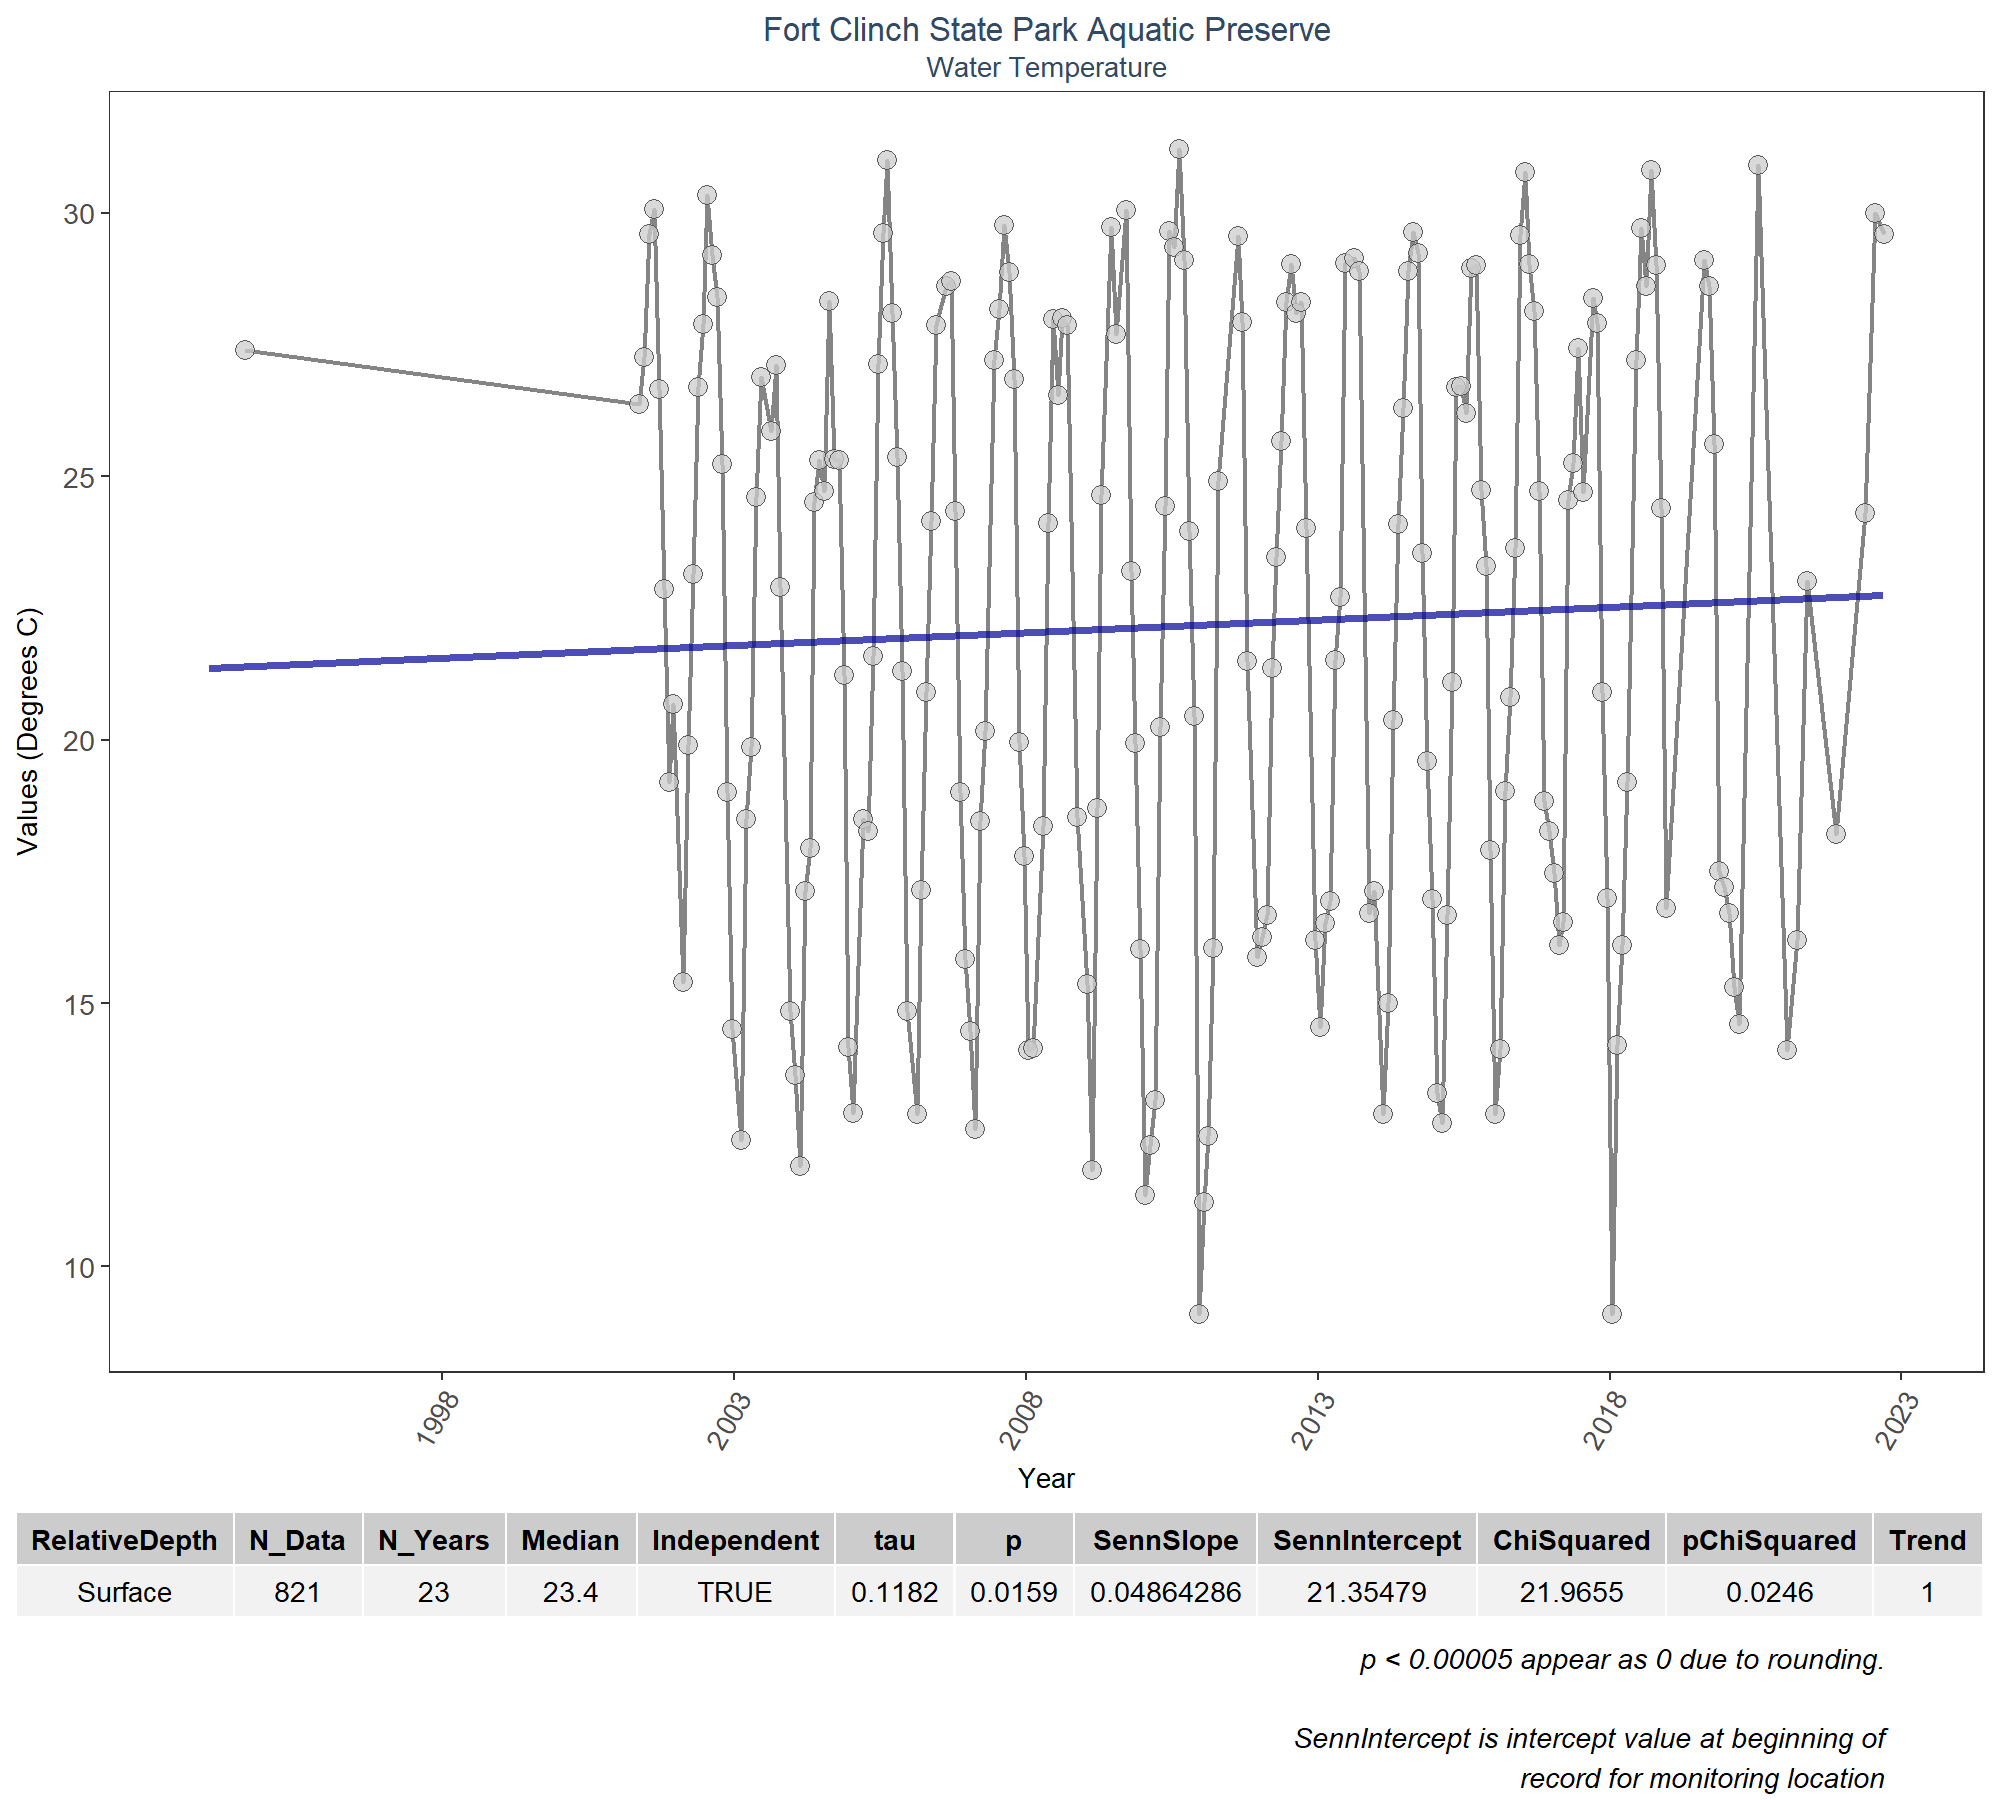 Fort Clinch State Park Aquatic Preserve
Water Temperature
Values (Degrees C)
30
25
20
15
10
1998
2003
2008
2013
2018
2023
Year
RelativeDepth N_Data N_Years Median Independent tau p SennSlope SennIntercept ChiSquared pChiSquared Trend
Surface 821 23 23.4 TRUE 0.1182 0.0159 0.04864286 21.35479 21.9655 0.0246 1
p < 0.00005 appear as 0 due to rounding.
SennIntercept is intercept value at beginning of
record for monitoring location